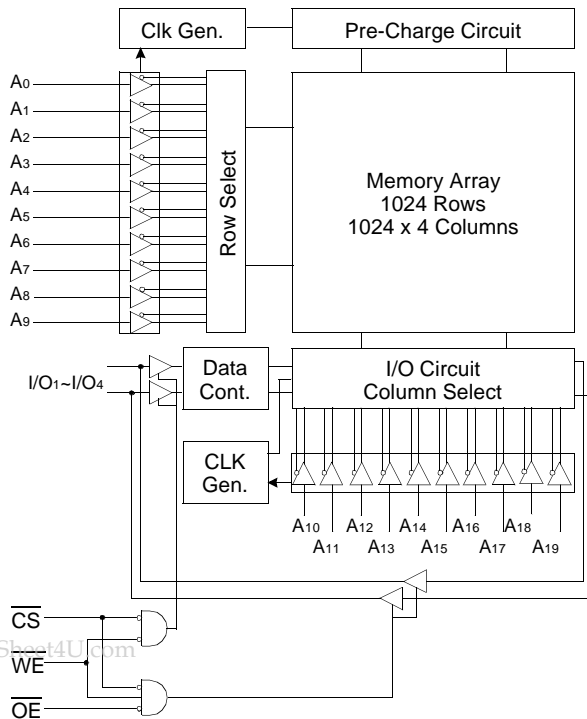 Clk Gen.
Pre-Charge Circuit
A0
A1
A2
A3
A4
A5
A6
A7
A8
A9
Row Select
Memory Array
1024 Rows
1024 x 4 Columns
I/O1~I/O4
Data
Cont.
I/O Circuit
Column Select
CLK
Gen.
A10 A12 A14 A16 A18
A11 A13 A15 A17 A19
CS
WE
OE
Sheet4U.com